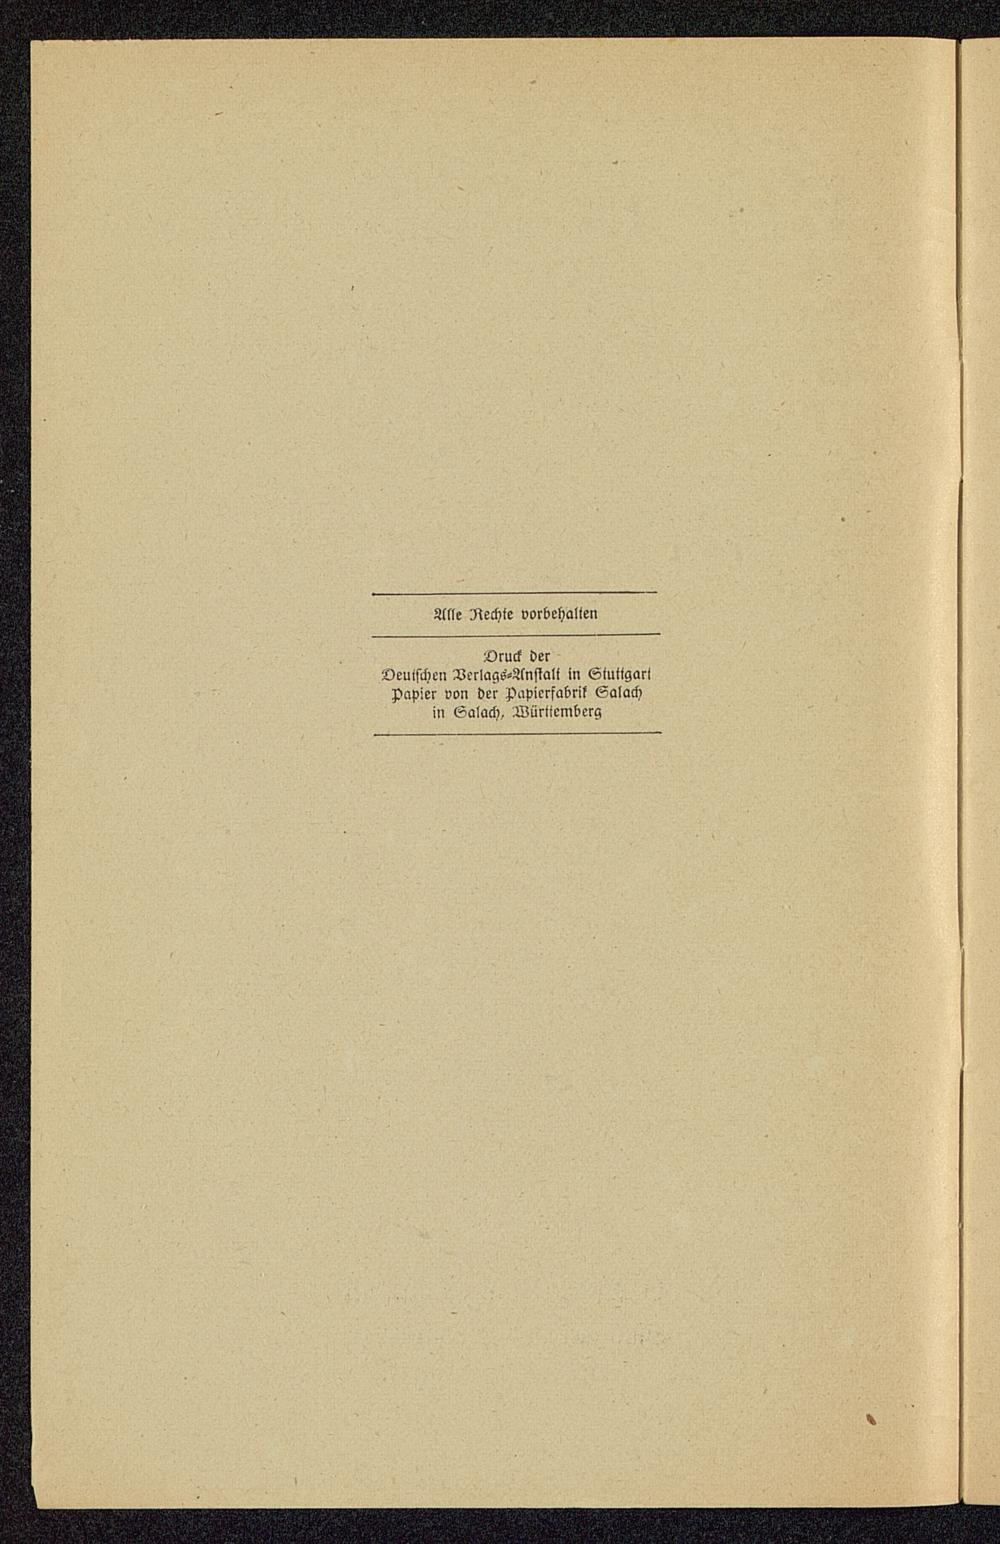 Alle Rechte vorbehalten
Druck der
Deutschen Verlags-Anstalt in Stuttgart
Papier von der Papierfabrik Salach
in Salach, Württemberg